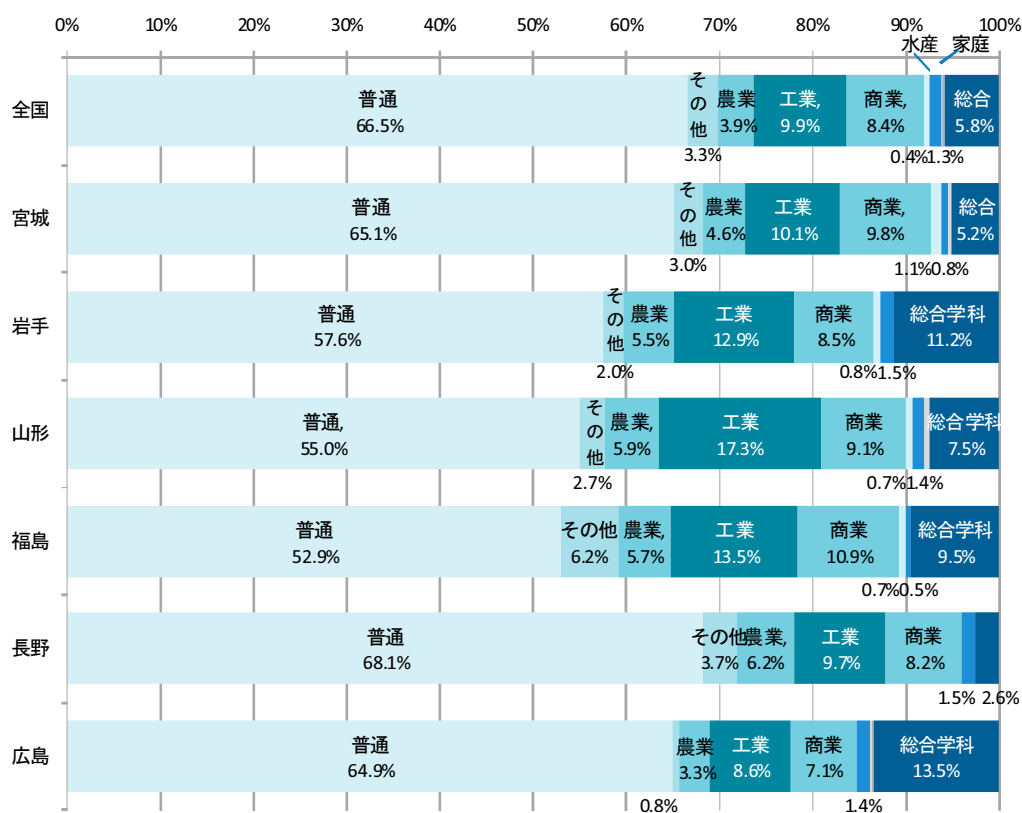 0% 10% 20% 30% 40% 50% 60% 70% 80% 90% 100%
水産 家庭
全国
普通 66.5%
その他 3.3%
農業 3.9%
工業, 9.9%
商業, 8.4%
0.4% 1.3%
総合 5.8%
宮城
普通 65.1%
その他 3.0%
農業 4.6%
工業 10.1%
商業, 9.8%
1.1% 0.8%
総合 5.2%
岩手
普通 57.6%
その他 2.0%
農業 5.5%
工業 12.9%
商業 8.5%
0.8% 1.5%
総合学科 11.2%
山形
普通, 55.0%
その他 2.7%
農業, 5.9%
工業 17.3%
商業 9.1%
0.7% 1.4%
総合学科 7.5%
福島
普通 52.9%
その他 6.2%
農業, 5.7%
工業 13.5%
商業 10.9%
0.7% 0.5%
総合学科 9.5%
長野
普通 68.1%
その他 3.7%
農業, 6.2%
工業 9.7%
商業 8.2%
1.5% 2.6%
広島
普通 64.9%
0.8%
農業 3.3%
工業 8.6%
商業 7.1%
1.4%
総合学科 13.5%